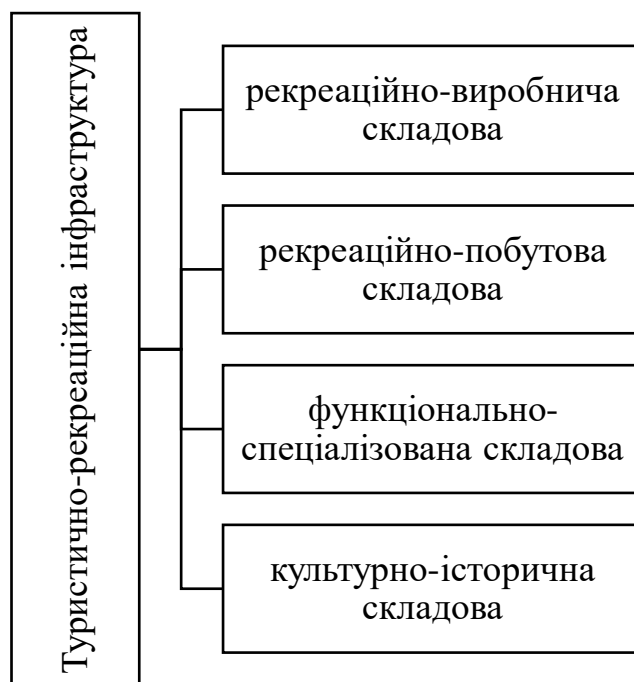 Туристично-рекреаційна інфраструктура
рекреаційно-виробнича
складова
рекреаційно-побутова
складова
функціонально-
спеціалізована складова
культурно-історична
складова